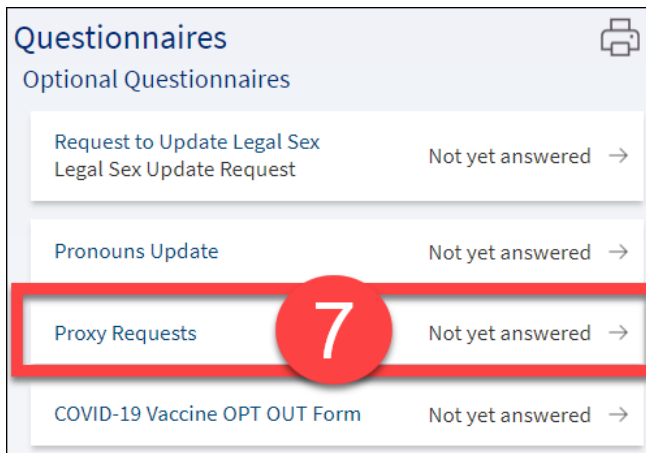 Questionnaires
Optional Questionnaires
Request to Update Legal Sex
Legal Sex Update Request
Not yet answered →
Pronouns Update
Not yet answered →
Proxy Requests
7
Not yet answered →
COVID-19 Vaccine OPT OUT Form
Not yet answered →